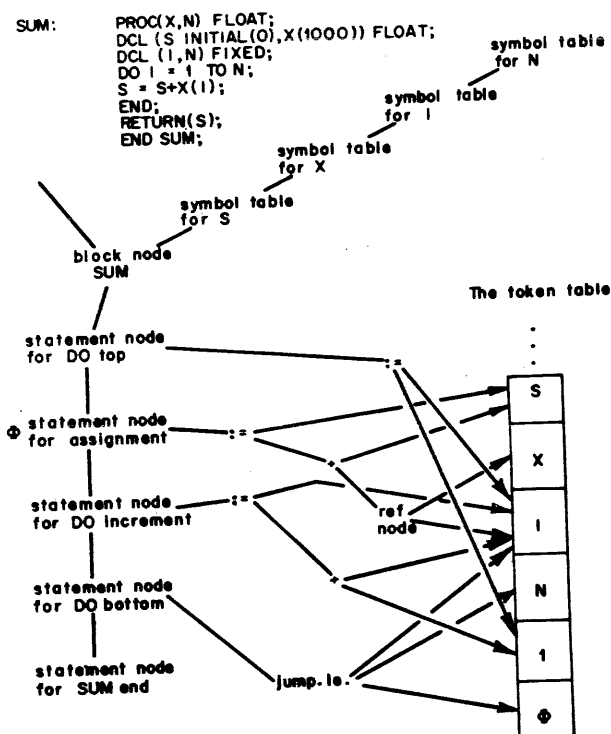 SUM: PROC(X,N) FLOAT;
DCL (S INITIAL(0),X(1000)) FLOAT;
DCL (I,N) FIXED;
DO I = 1 TO N;
S = S+X(I);
END;
RETURN(S);
END SUM;
symbol table
for N
symbol table
for I
symbol table
for X
symbol table
for S
block node
SUM
The token table
.
.
.
statement node
for DO top
:=
S
Φ statement node
for assignment
:=
+
X
ref
node
statement node
for DO increment
:=
I
+
statement node
for DO bottom
N
statement node
for SUM end
jump.le.
1
Φ